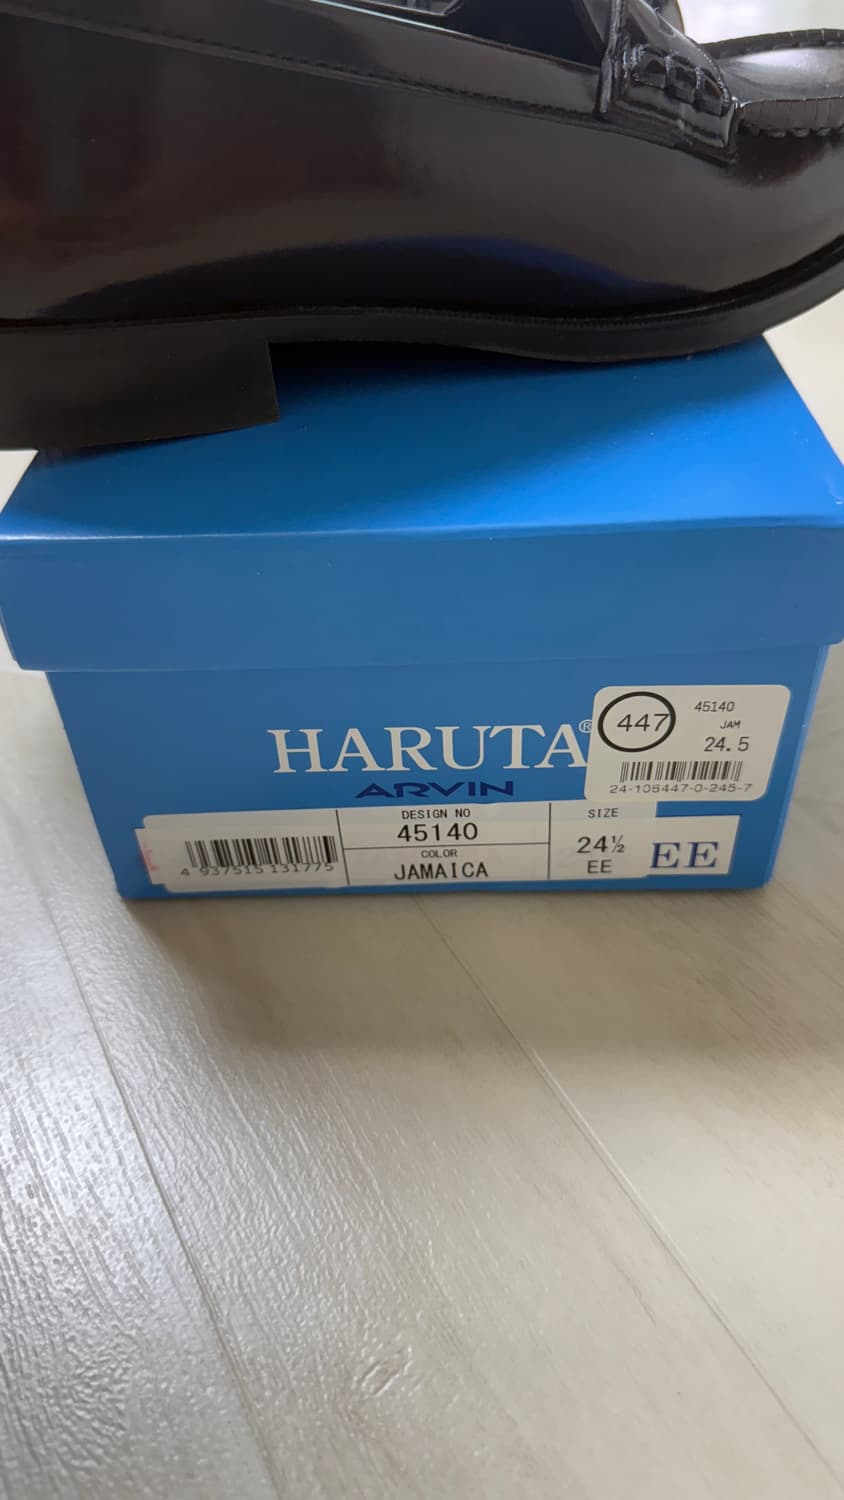 HARUTA®
ARVIN
447
45140
JAM
24.5
24-106447-0-245-7
4 937515 131775
DESIGN NO
45140
COLOR
JAMAICA
SIZE
24½
EE
EE